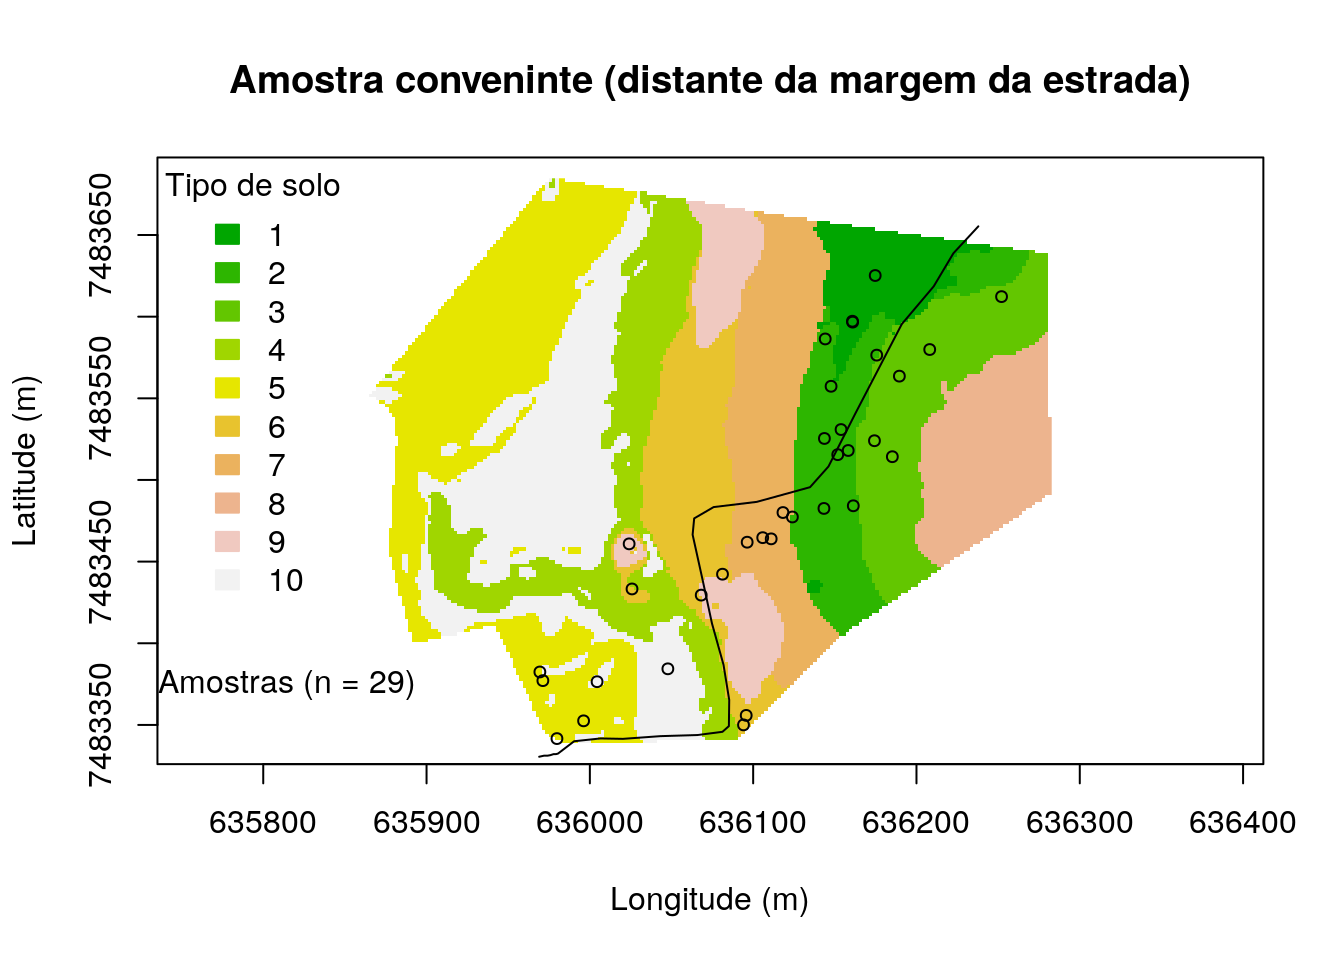 Amostra conveninte (distante da margem da estrada)
Tipo de solo
1
2
3
4
5
6
7
8
9
10
Amostras (n = 29)
Latitude (m)
7483650
7483550
7483450
7483350
635800 635900 636000 636100 636200 636300 636400
Longitude (m)